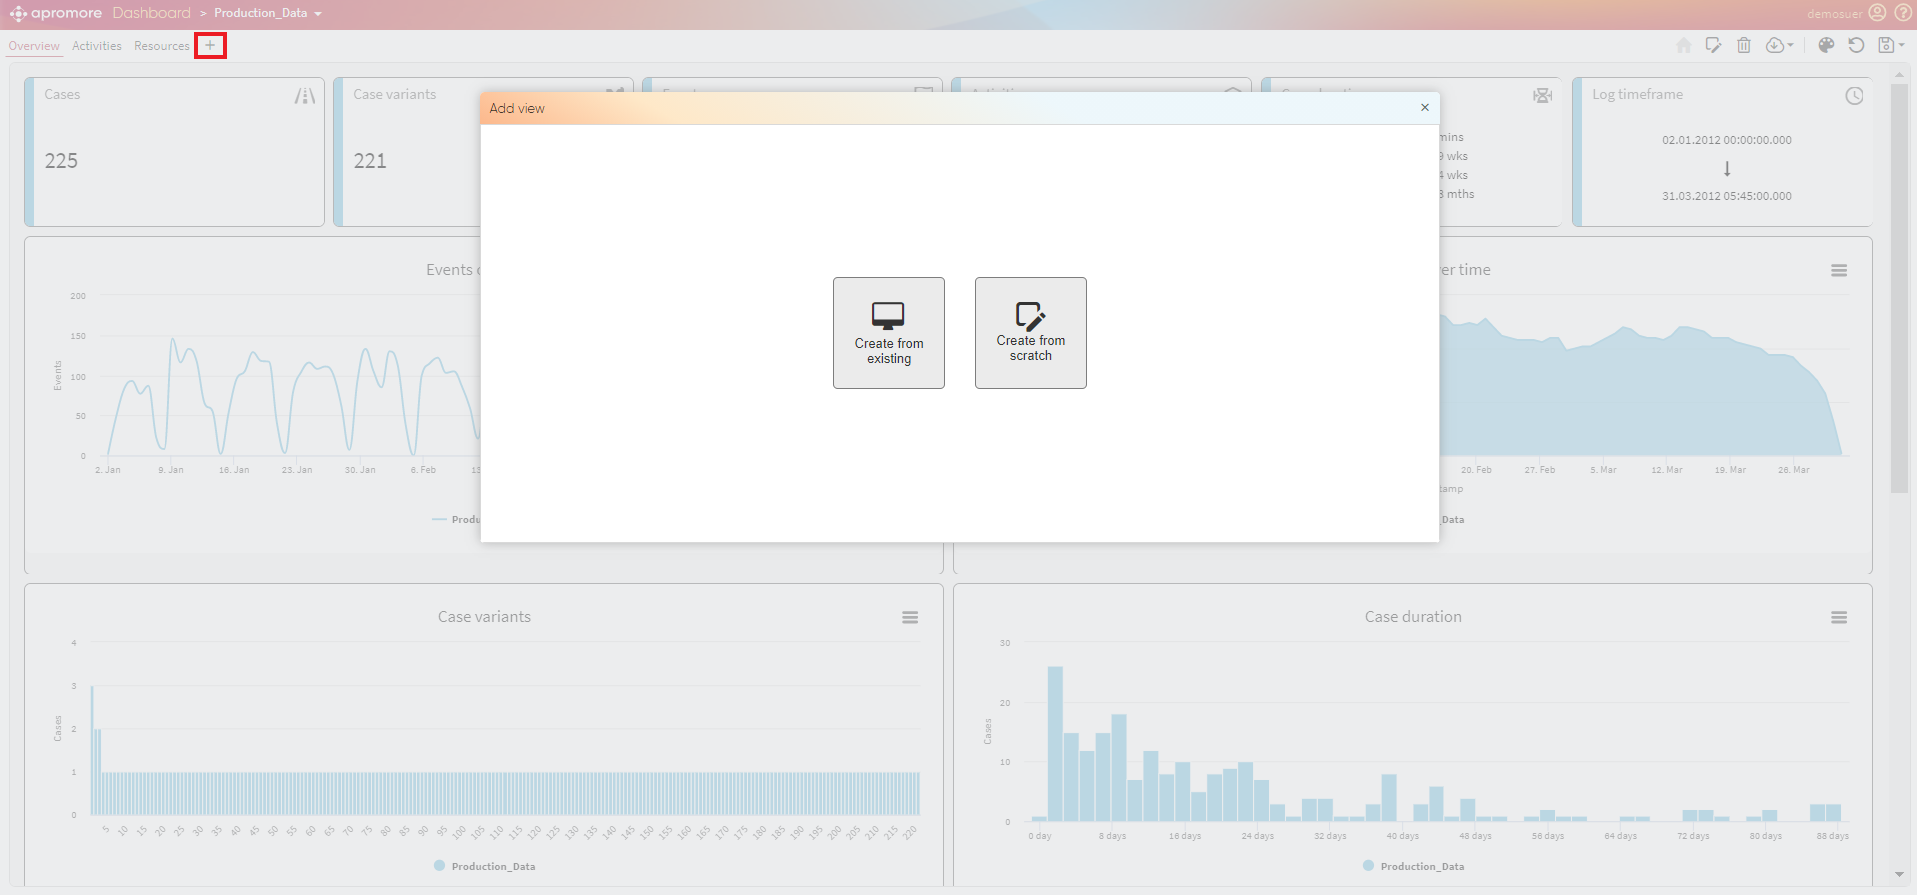 apromore Dashboard > Production_Data
demosuer
Overview Activities Resources +
Cases
225
Case variants
221
Log timeframe
02.01.2012 00:00:00.000
31.03.2012 05:45:00.000
mins
9 wks
4 wks
8 mths
Add view
×
Create from
existing
Create from
scratch
Events
200
150
100
50
0
Events
2. Jan 9. Jan 16. Jan 23. Jan 30. Jan 6. Feb
Produ
er time
20. Feb 27. Feb 5. Mar 12. Mar 19. Mar 26. Mar
tamp
_Data
Case variants
4
3
2
1
0
Cases
5 10 15 20 25 30 35 40 45 50 55 60 65 70 75 80 85 90 95 100 105 110 115 120 125 130 135 140 145 150 155 160 165 170 175 180 185 190 195 200 205 210 215 220
Production_Data
Case duration
30
20
10
0
Cases
0 day 8 days 16 days 24 days 32 days 40 days 48 days 56 days 64 days 72 days 80 days 88 days
Production_Data